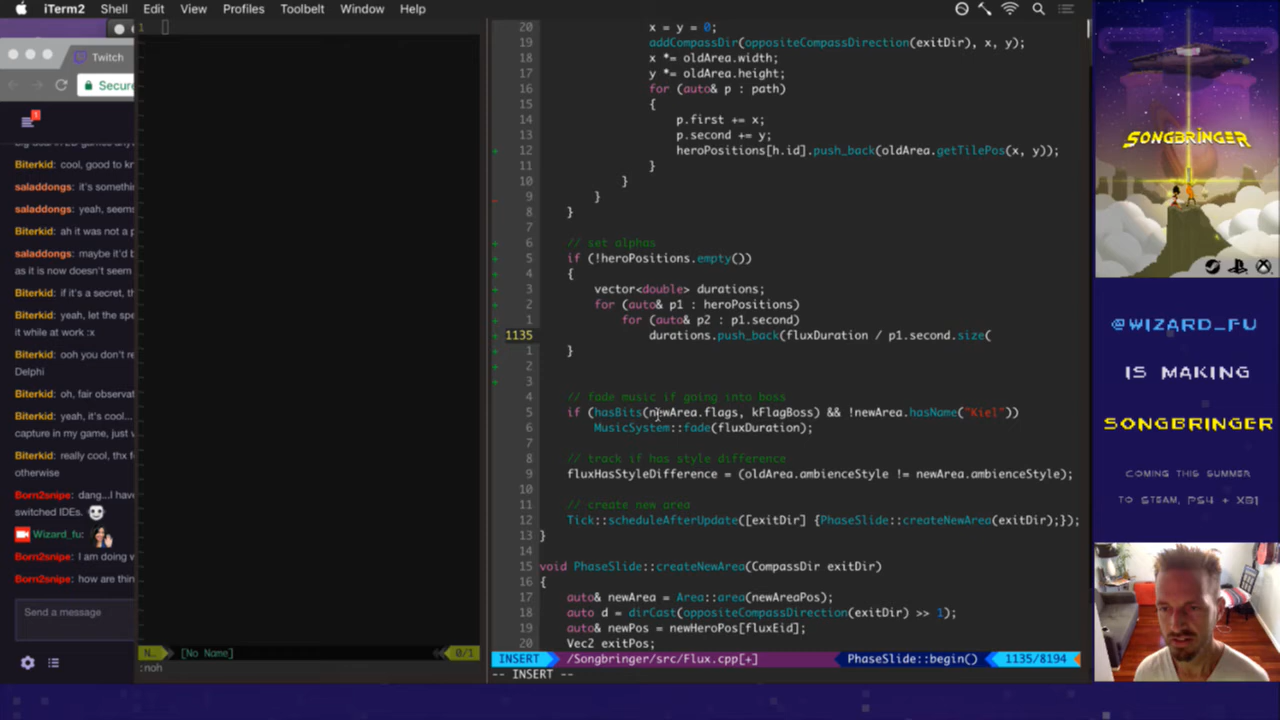 iTerm2 Shell Edit View Profiles Toolbelt Window Help
Twitch
Secure
1
Biterkid: cool, good to kn
saladdongs: it's somethin
saladdongs: yeah, seems
Biterkid: ah it was not a p
saladdongs: maybe it'd b
as it is now doesn't seem
Biterkid: if it's a secret, th
Biterkid: yeah, let the spe
it while at work :x
Biterkid: ooh you don't re
Delphi
Biterkid: oh, fair observat
Biterkid: yeah, it's cool...
capture in my game, just v
otherwise
Biterkid: really cool, thx f
cooldown
Born2snipe: dang...I have
switched IDEs.
Wizard_fu:
Born2snipe: I am doing v
Born2snipe: how are thin
Send a message
1
N… [No Name] 0/1
:noh
20 x = y = 0;
19 addCompassDir(oppositeCompassDirection(exitDir), x, y);
18 x *= oldArea.width;
17 y *= oldArea.height;
16 for (auto& p : path)
15 {
14 p.first += x;
13 p.second += y;
12 heroPositions[h.id].push_back(oldArea.getTilePos(x, y));
11 }
10 }
9 }
8 }
7
6 // set alphas
5 if (!heroPositions.empty())
4 {
3 vector<double> durations;
2 for (auto& p1 : heroPositions)
1 for (auto& p2 : p1.second)
1135 durations.push_back(fluxDuration / p1.second.size(
1 }
2
3
4 // fade music if going into boss
5 if (hasBits(newArea.flags, kFlagBoss) && !newArea.hasName("Kiel"))
6 MusicSystem::fade(fluxDuration);
7
8 // track if has style difference
9 fluxHasStyleDifference = (oldArea.ambienceStyle != newArea.ambienceStyle);
10
11 // create new area
12 Tick::scheduleAfterUpdate([exitDir] {PhaseSlide::createNewArea(exitDir);});
13 }
14
15 void PhaseSlide::createNewArea(CompassDir exitDir)
16 {
17 auto& newArea = Area::area(newAreaPos);
18 auto d = dirCast(oppositeCompassDirection(exitDir) >> 1);
19 auto& newPos = newHeroPos[fluxEid];
20 Vec2 exitPos;
INSERT /Songbringer/src/Flux.cpp[+] PhaseSlide::begin() 1135/8194
-- INSERT --
SONGBRINGER
@WIZARD_FU
IS MAKING
SONGBRINGER
COMING THIS SUMMER
TO STEAM, PS4 + XB1